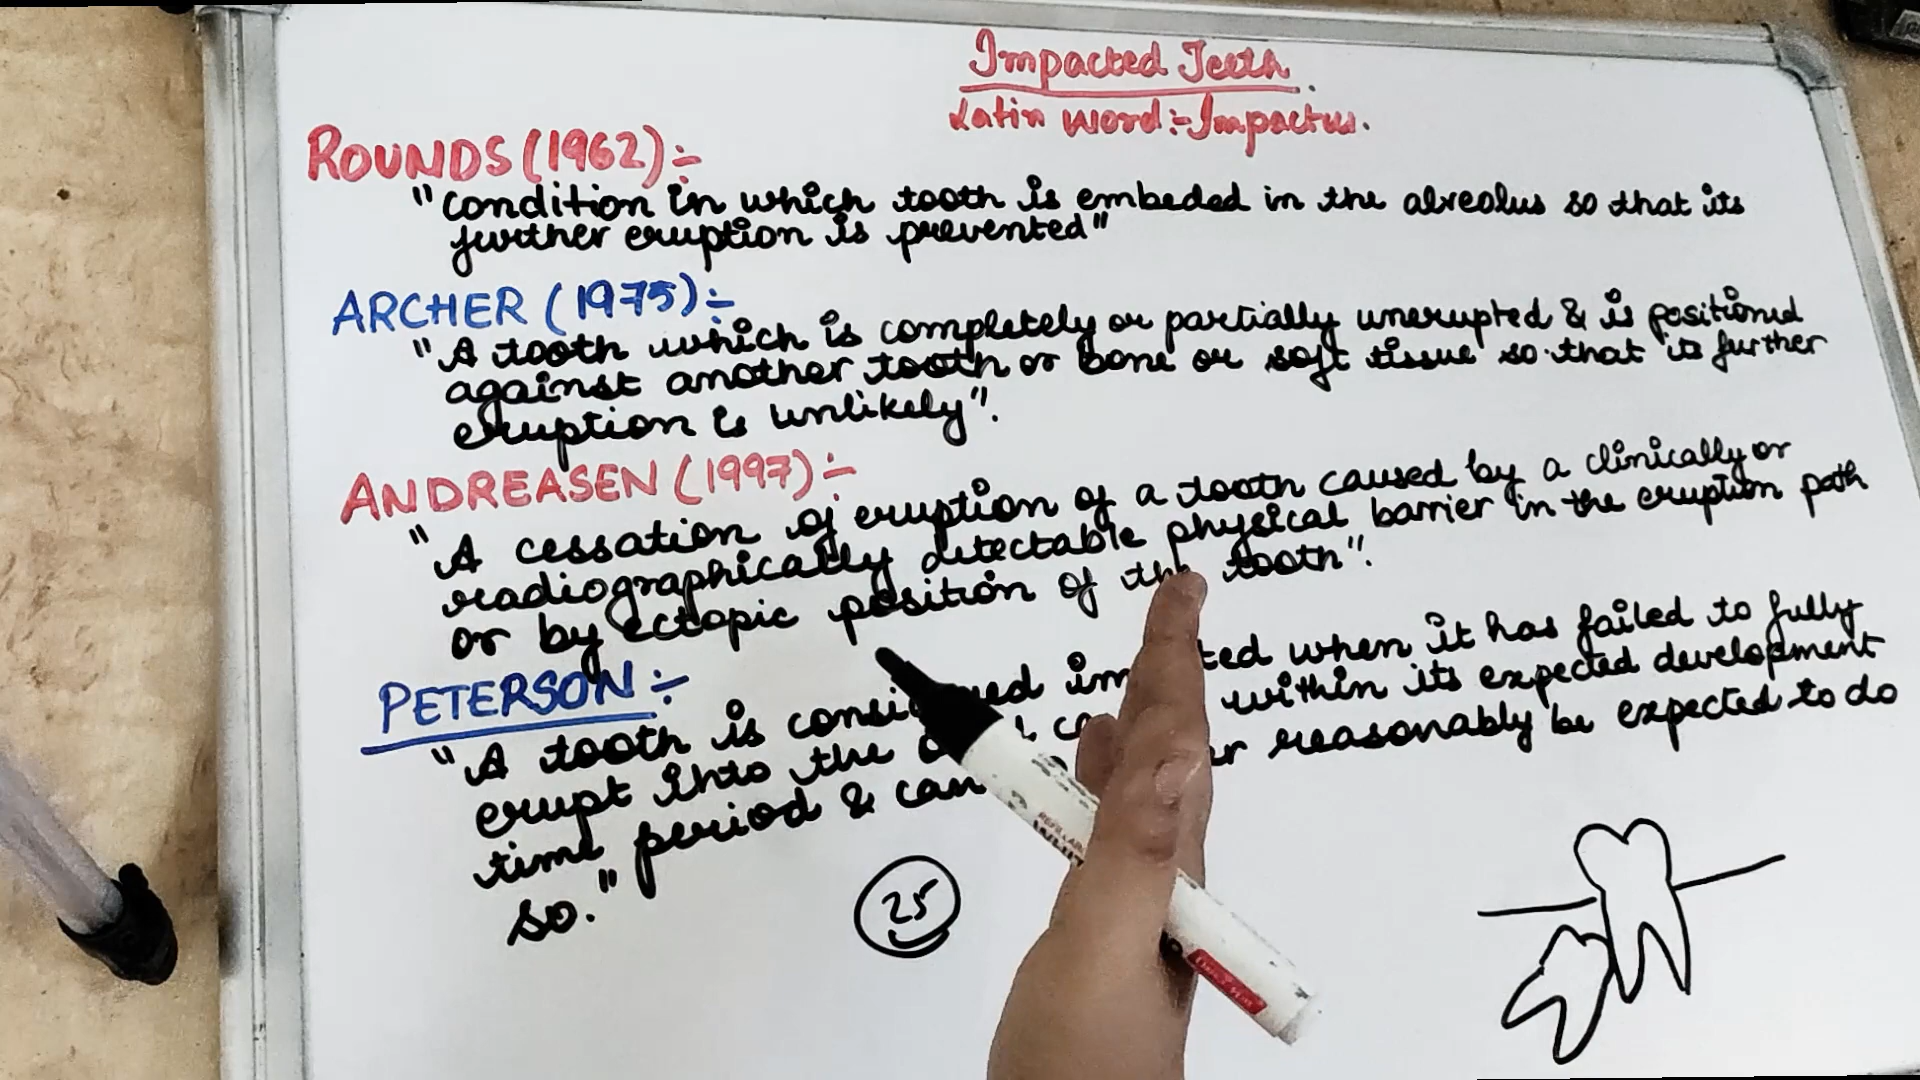 Impacted Teeth.
Latin word:- Impactus.
ROUNDS (1962):-
"condition in which tooth is embeded in the alveolus so that its
further eruption is prevented"
ARCHER (1975):-
"A tooth which is completely or partially unerupted & is positioned
against another tooth or bone or soft tissue so that its further
eruption is unlikely".
ANDREASEN (1997):-
"A cessation of eruption of a tooth caused by a clinically or
radiographically detectable physical barrier in the eruption path
or by ectopic position of the tooth".
PETERSON:-
"A tooth is when it has failed to fully
erupt into the within its expected development
time period & can reasonably be expected to do
so."
25